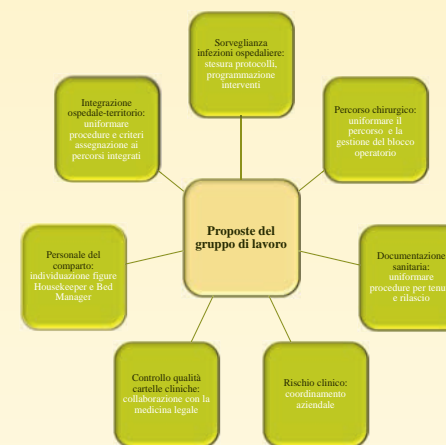 Sorveglianza
infezioni ospedaliere:
stesura protocolli,
programmazione
interventi
Percorso chirurgico:
uniformare il
percorso e la
gestione del blocco
operatorio
Documentazione
sanitaria:
uniformare
procedure per tenuta
e rilascio
Rischio clinico:
coordinamento
aziendale
Controllo qualità
cartelle cliniche:
collaborazione con la
medicina legale
Personale del
comparto:
individuazione figure
Housekeeper e Bed
Manager
Integrazione
ospedale-territorio:
uniformare
procedure e criteri
assegnazione ai
percorsi integrati
Proposte del
gruppo di lavoro